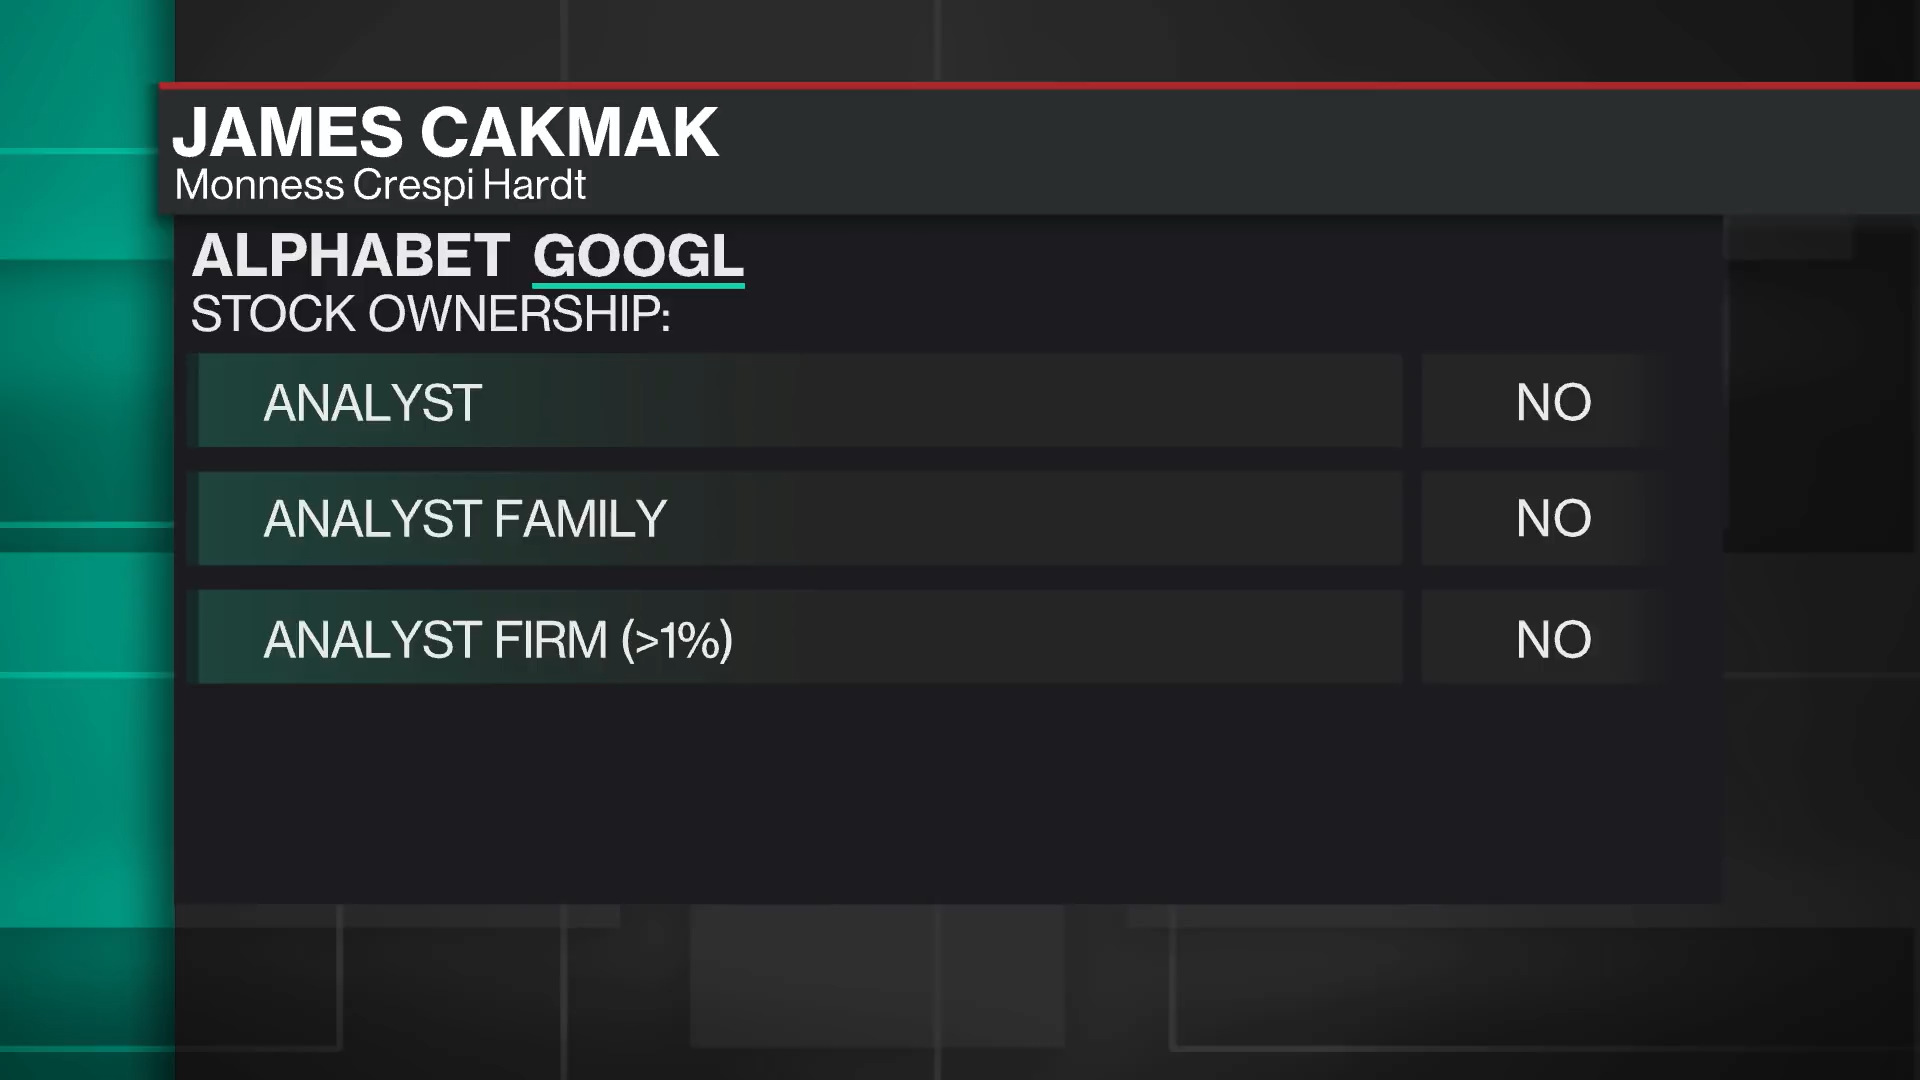 JAMES CAKMAK
Monness Crespi Hardt
ALPHABET GOOGL
STOCK OWNERSHIP:
ANALYST NO
ANALYST FAMILY NO
ANALYST FIRM (>1%) NO